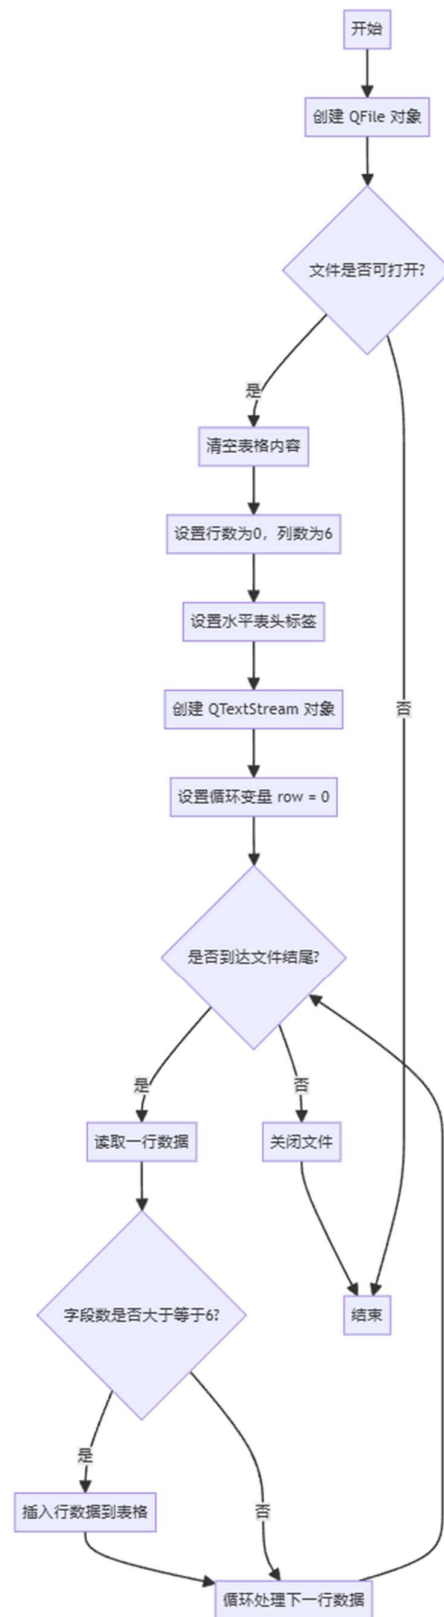 开始
创建 QFile 对象
文件是否可打开?
是
清空表格内容
设置行数为0，列数为6
设置水平表头标签
创建 QTextStream 对象
否
设置循环变量 row = 0
是否到达文件结尾?
是
否
读取一行数据
关闭文件
字段数是否大于等于6?
结束
是
插入行数据到表格
否
循环处理下一行数据